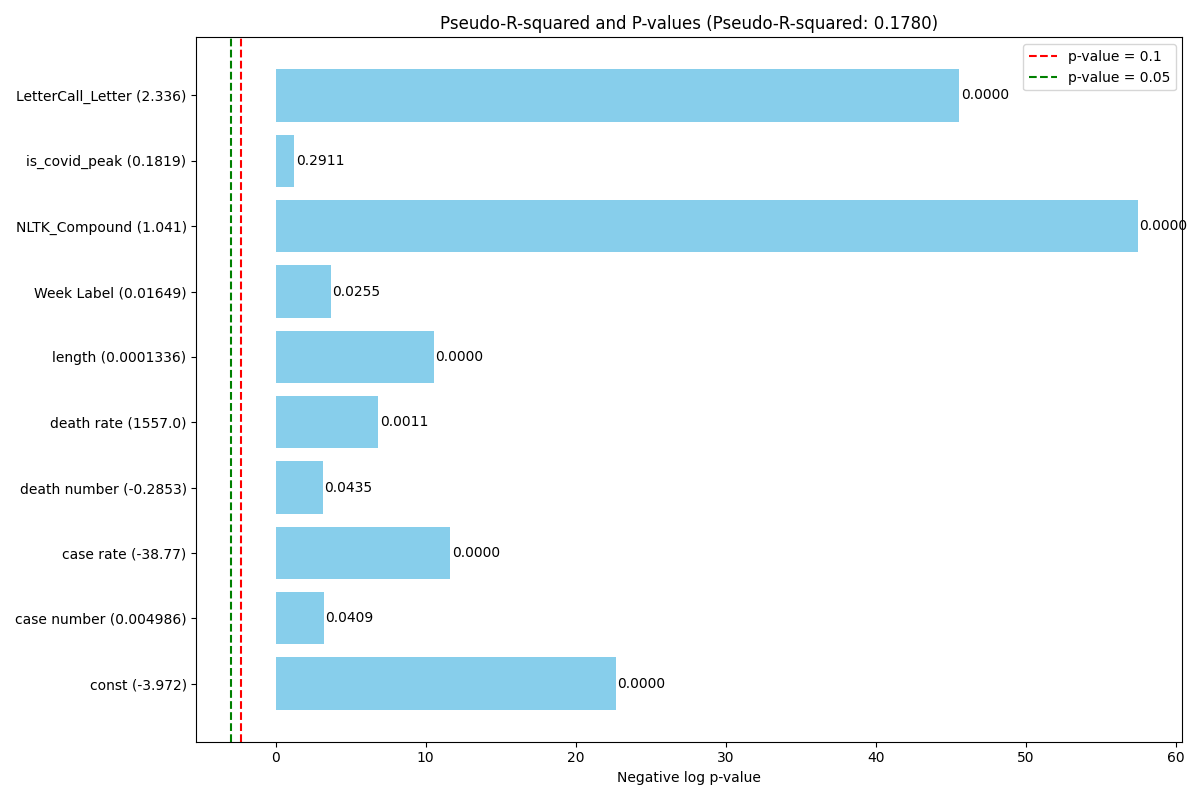 Pseudo-R-squared and P-values (Pseudo-R-squared: 0.1780)
p-value = 0.1
p-value = 0.05
LetterCall_Letter (2.336)
0.0000
is_covid_peak (0.1819)
0.2911
NLTK_Compound (1.041)
0.0000
Week Label (0.01649)
0.0255
length (0.0001336)
0.0000
death rate (1557.0)
0.0011
death number (-0.2853)
0.0435
case rate (-38.77)
0.0000
case number (0.004986)
0.0409
const (-3.972)
0.0000
0 10 20 30 40 50 60
Negative log p-value